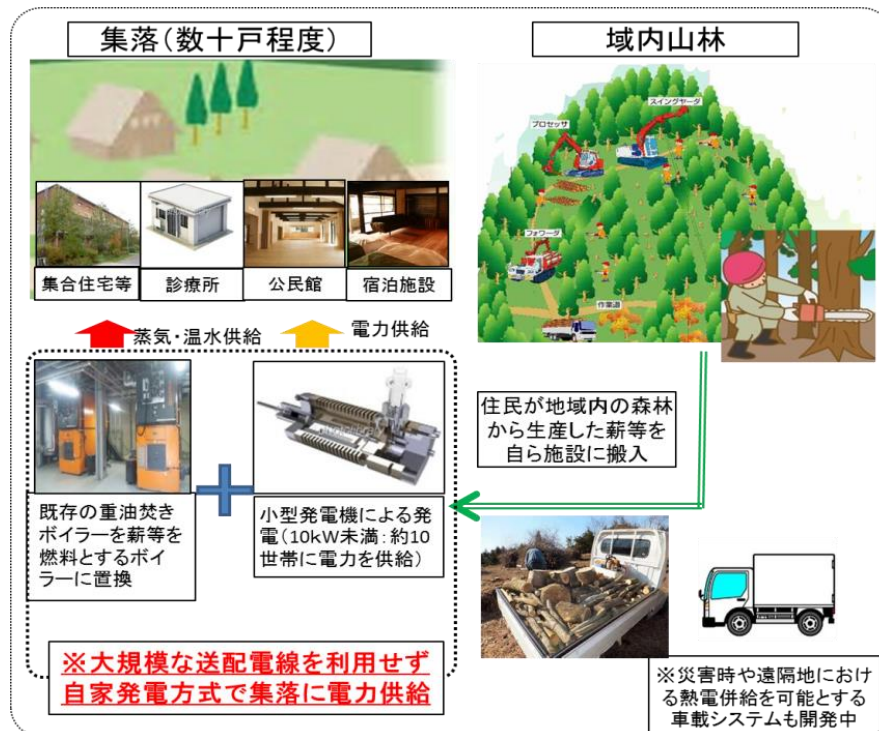 集落(数十戸程度)
集合住宅等
診療所
公民館
宿泊施設
蒸気・温水供給
電力供給
既存の重油焚き
ボイラーを薪等を
燃料とするボイ
ラーに置換
小型発電機による発
電(10kW未満:約10
世帯に電力を供給)
※大規模な送配電線を利用せず
自家発電方式で集落に電力供給
域内山林
プロセッサ
スイングヤーダ
フォワーダ
作業道
住民が地域内の森林
から生産した薪等を
自ら施設に搬入
※災害時や遠隔地におけ
る熱電併給を可能とする
車載システムも開発中